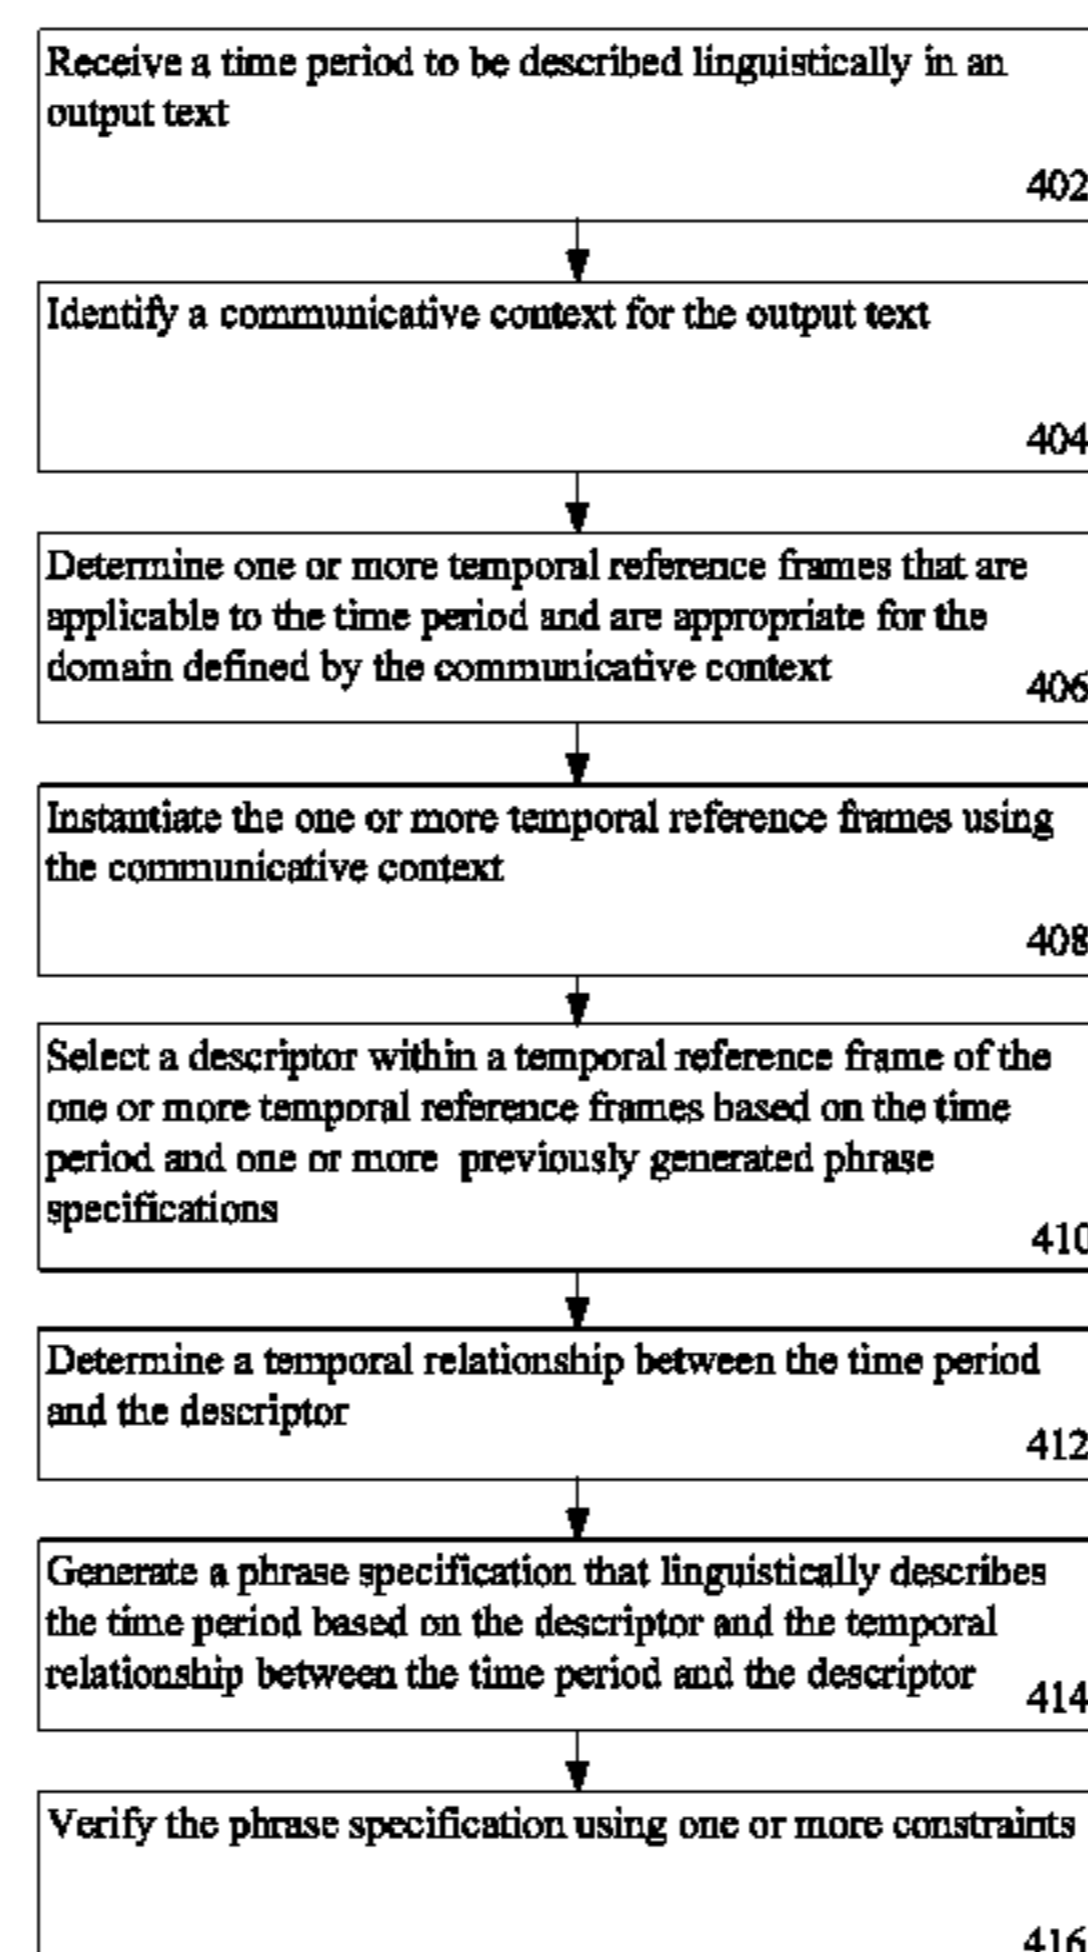 Receive a time period to be described linguistically in an
output text
402
Identify a communicative context for the output text
404
Determine one or more temporal reference frames that are
applicable to the time period and are appropriate for the
domain defined by the communicative context
406
Instantiate the one or more temporal reference frames using
the communicative context
408
Select a descriptor within a temporal reference frame of the
one or more temporal reference frames based on the time
period and one or more previously generated phrase
specifications
410
Determine a temporal relationship between the time period
and the descriptor
412
Generate a phrase specification that linguistically describes
the time period based on the descriptor and the temporal
relationship between the time period and the descriptor
414
Verify the phrase specification using one or more constraints
416